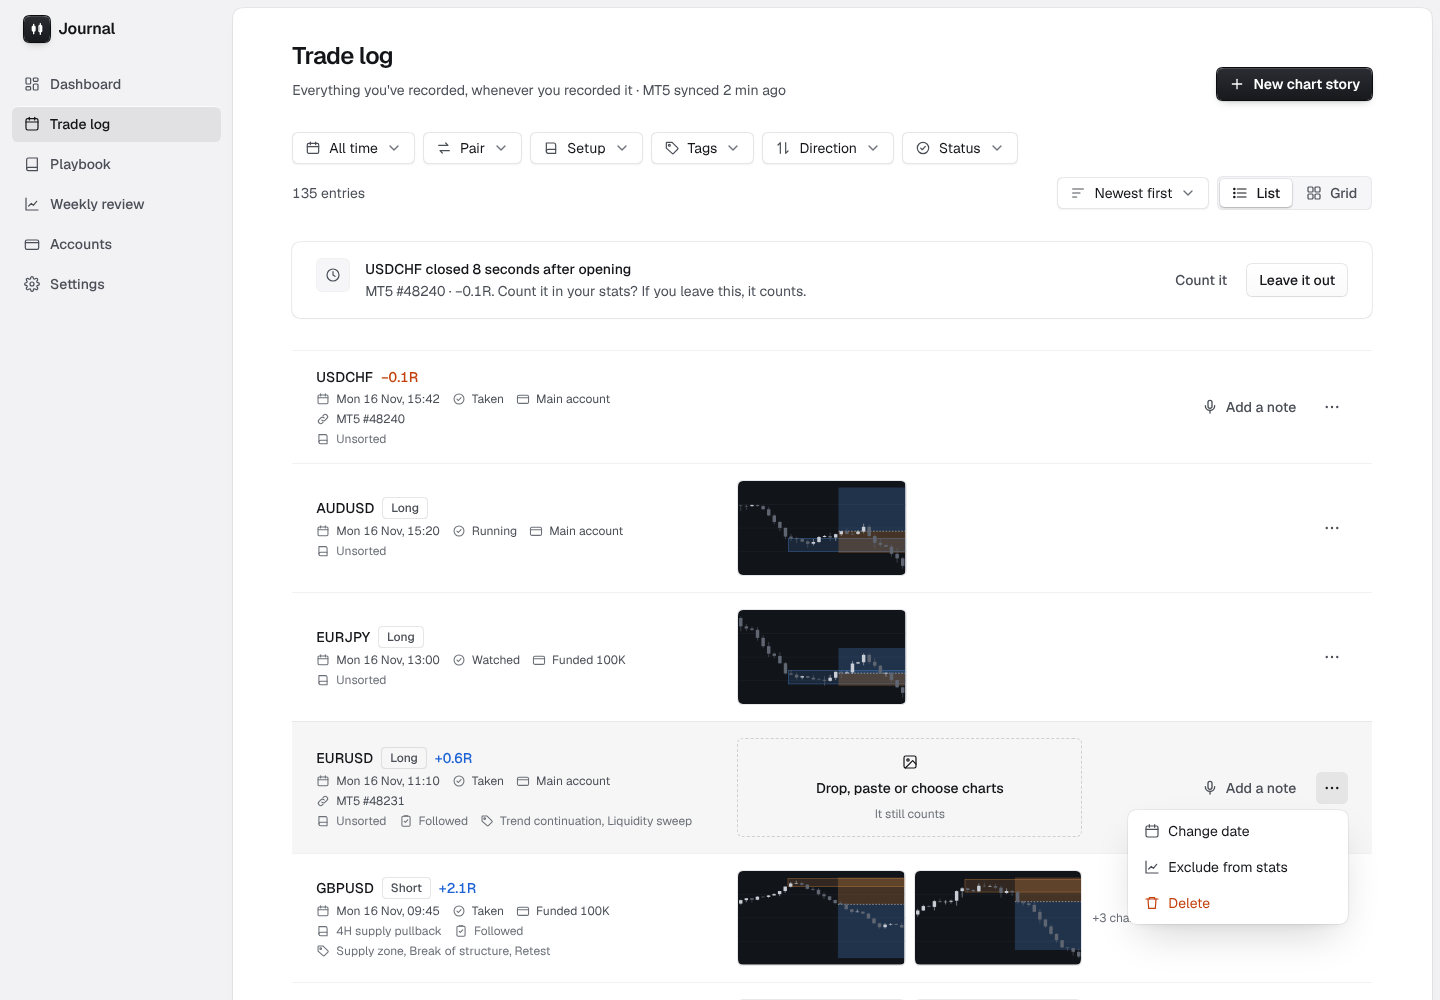 Journal
Dashboard
Trade log
Playbook
Weekly review
Accounts
Settings
Trade log
Everything you've recorded, whenever you recorded it · MT5 synced 2 min ago
New chart story
All time
Pair
Setup
Tags
Direction
Status
135 entries
Newest first
List
Grid
USDCHF closed 8 seconds after opening
MT5 #48240 · −0.1R. Count it in your stats? If you leave this, it counts.
Count it
Leave it out
USDCHF −0.1R
Mon 16 Nov, 15:42 Taken Main account
MT5 #48240
Unsorted
Add a note
AUDUSD Long
Mon 16 Nov, 15:20 Running Main account
Unsorted
EURJPY Long
Mon 16 Nov, 13:00 Watched Funded 100K
Unsorted
EURUSD Long +0.6R
Mon 16 Nov, 11:10 Taken Main account
MT5 #48231
Unsorted Followed Trend continuation, Liquidity sweep
Drop, paste or choose charts
It still counts
Add a note
Change date
Exclude from stats
Delete
GBPUSD Short +2.1R
Mon 16 Nov, 09:45 Taken Funded 100K
4H supply pullback Followed
Supply zone, Break of structure, Retest
+3